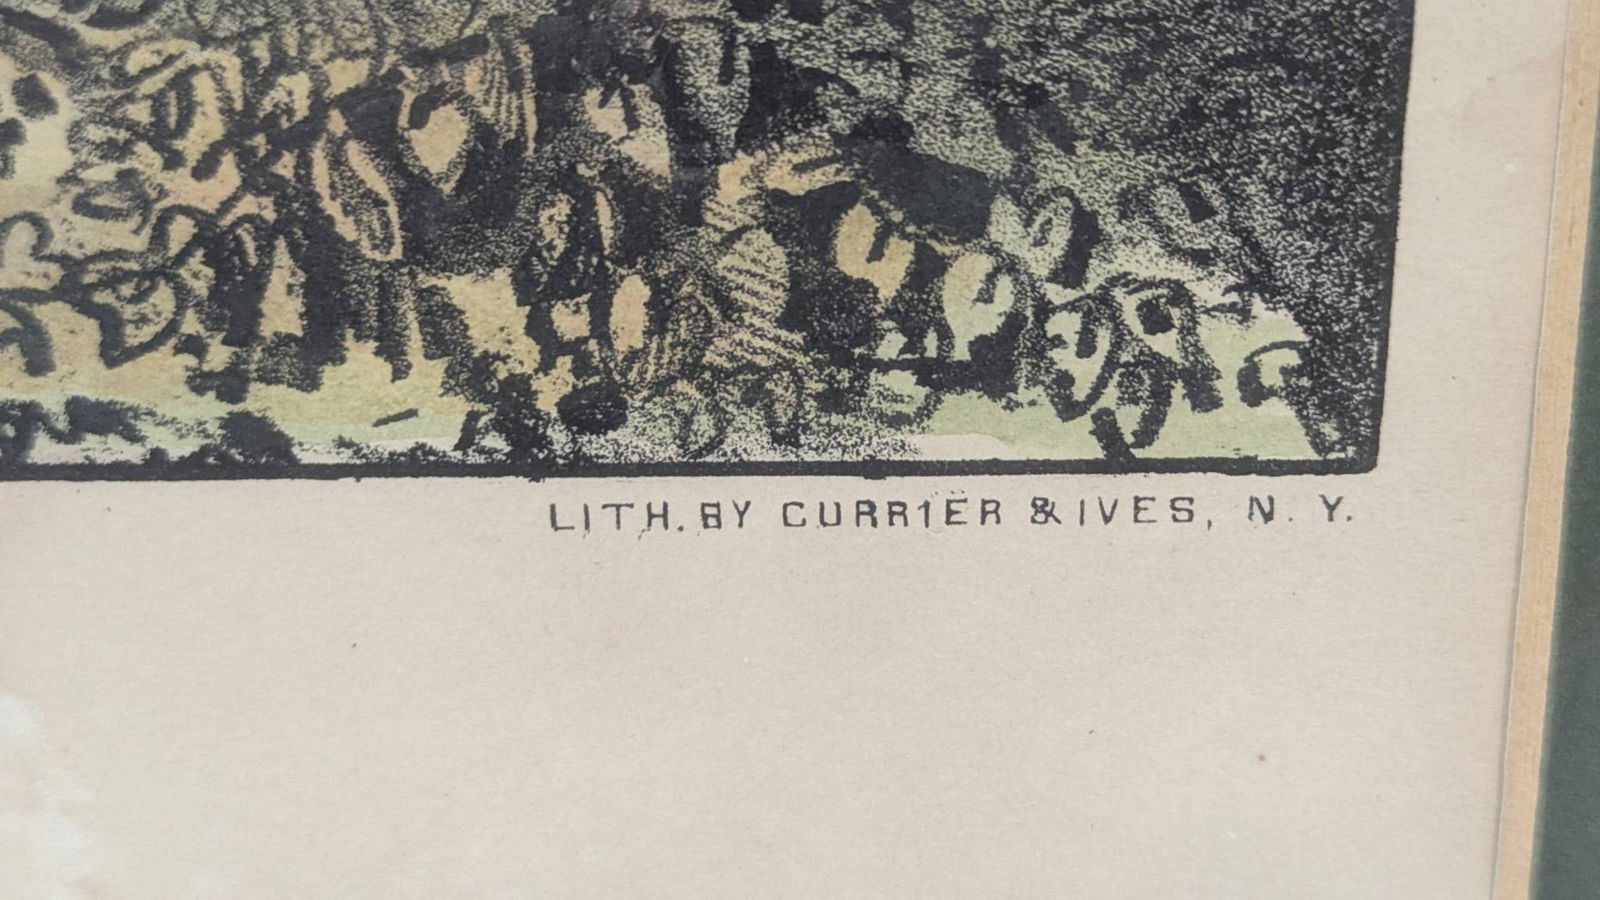 LITH. BY CURRIER & IVES, N. Y.